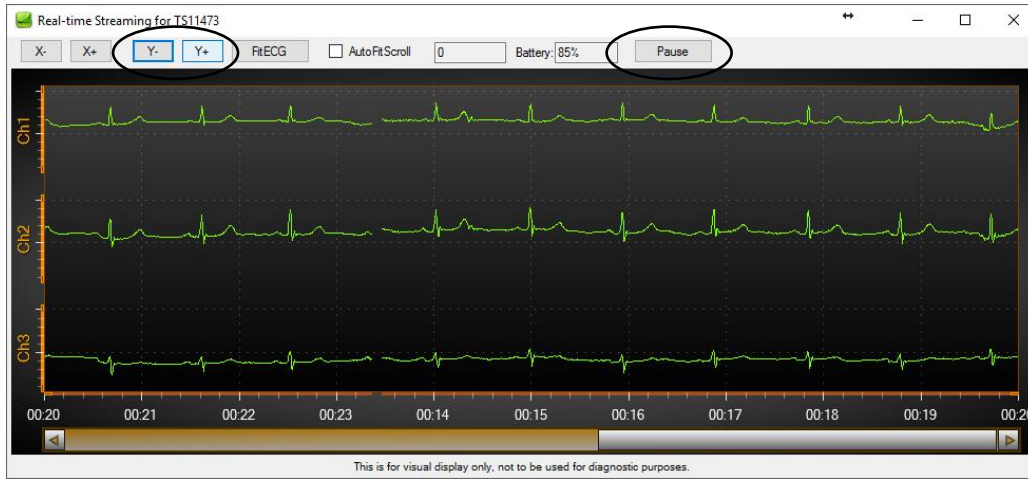 Real-time Streaming for TS11473
X- X+ Y- Y+ FitECG AutoFitScroll 0 Battery: 85% Pause
Ch1
Ch2
Ch3
00:20 00:21 00:22 00:23 00:14 00:15 00:16 00:17 00:18 00:19 00:20
This is for visual display only, not to be used for diagnostic purposes.